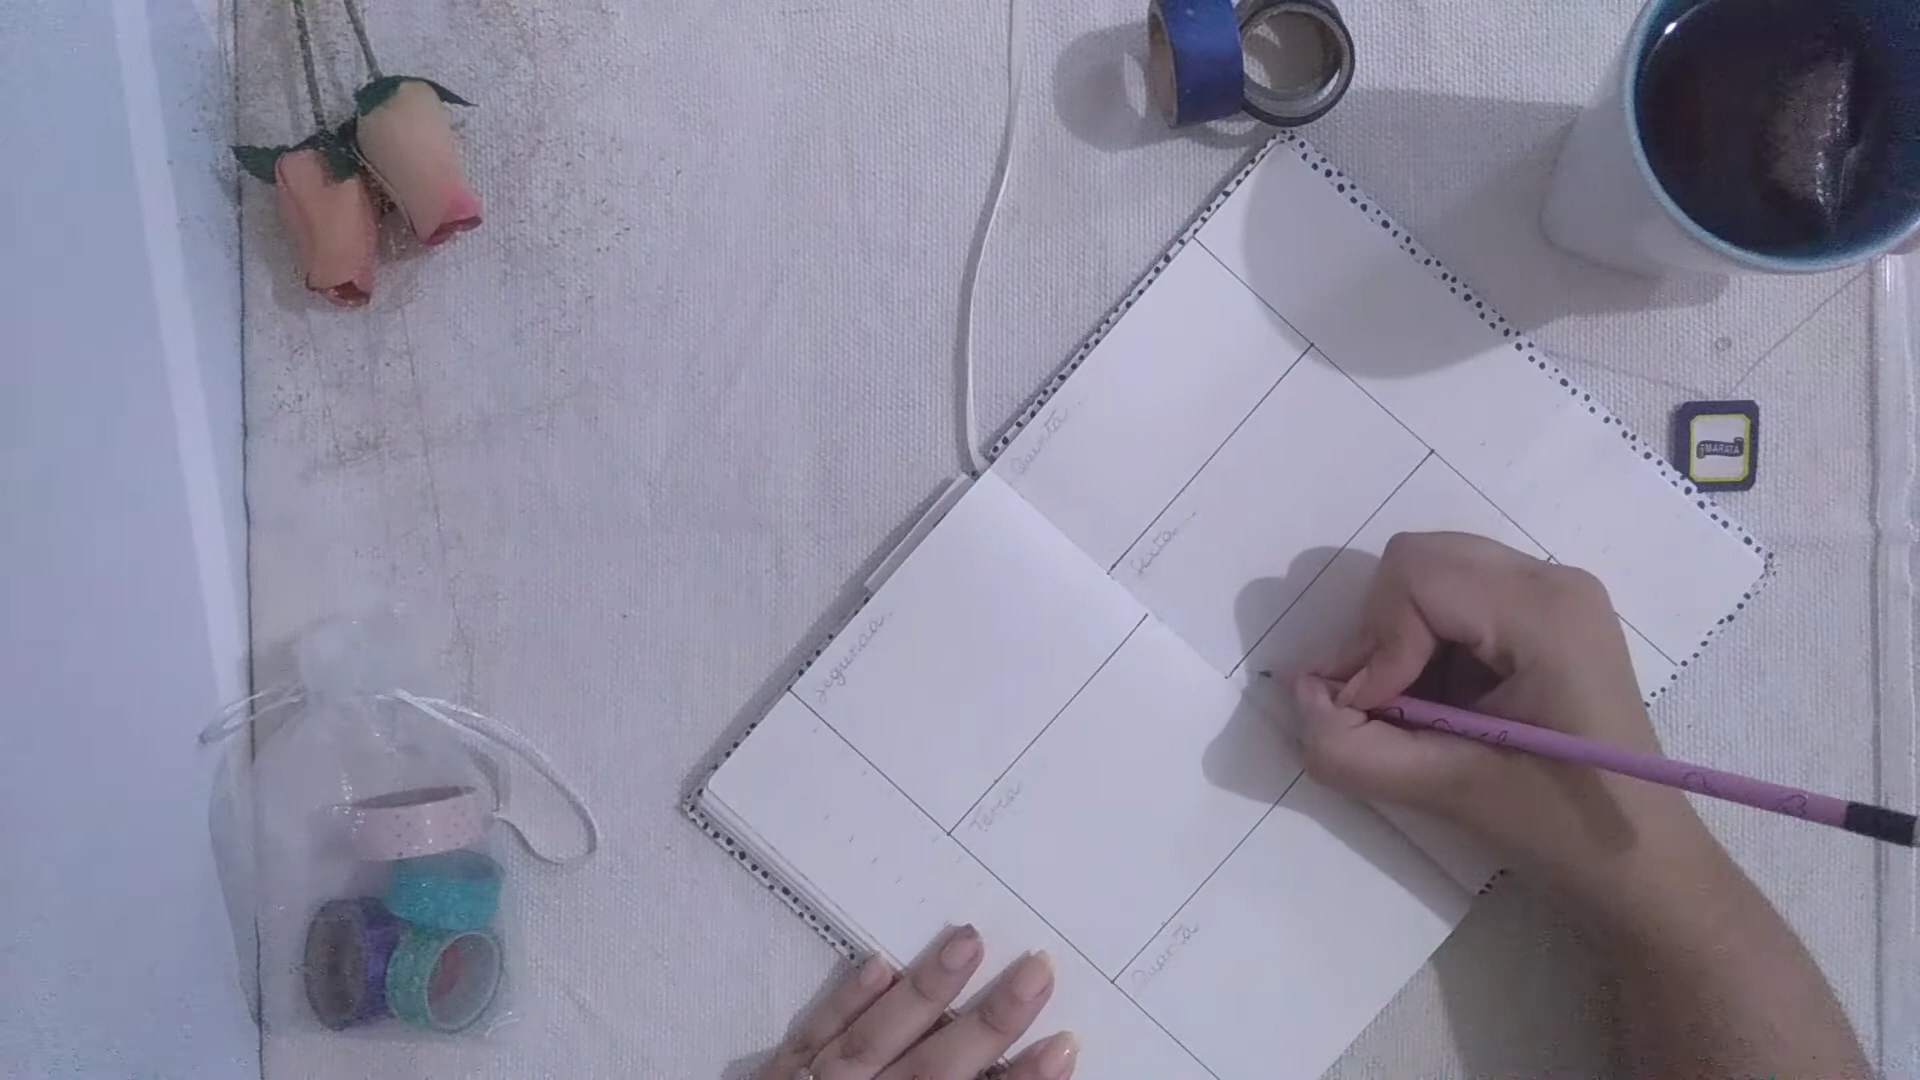 segunda
Terça
Quarta
Quinta
Sexta
MARATÁ